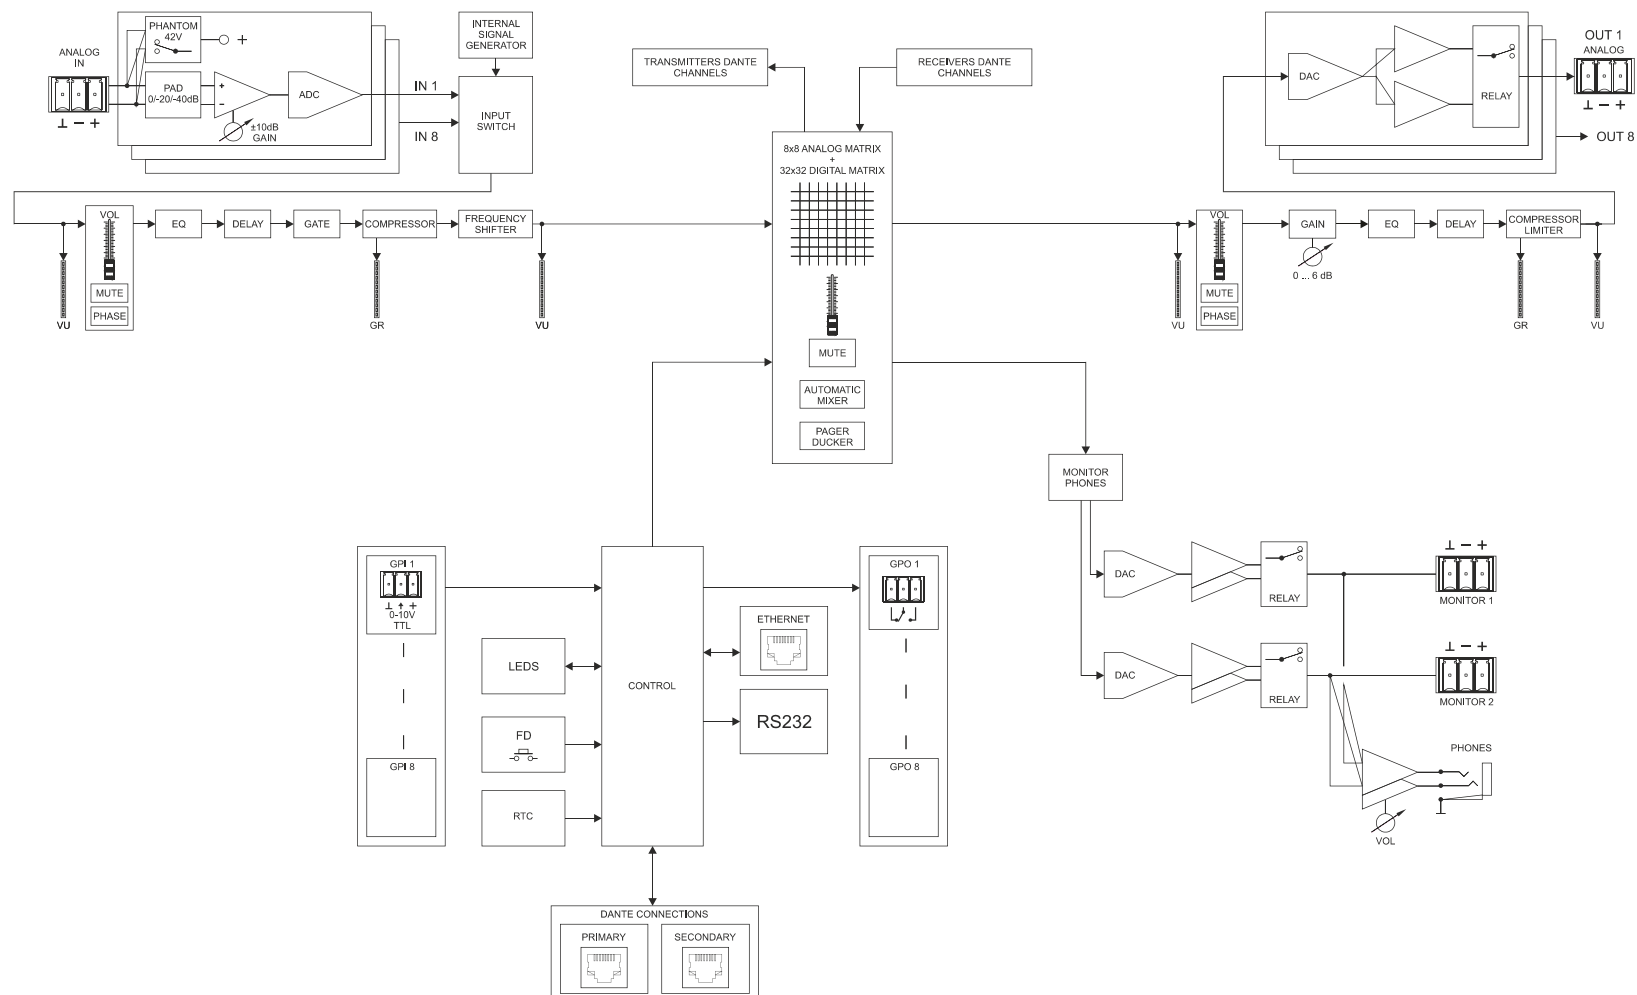 ANALOG
IN
⊥ − +
PHANTOM
42V
+
PAD
0/-20/-40dB
+
−
±10dB
GAIN
ADC
IN 1
IN 8
INTERNAL
SIGNAL
GENERATOR
INPUT
SWITCH
TRANSMITTERS DANTE
CHANNELS
RECEIVERS DANTE
CHANNELS
DAC
RELAY
OUT 1
ANALOG
⊥ − +
OUT 8
VU
VOL
MUTE
PHASE
EQ
DELAY
GATE
COMPRESSOR
GR
FREQUENCY
SHIFTER
VU
8x8 ANALOG MATRIX
+
32x32 DIGITAL MATRIX
MUTE
AUTOMATIC
MIXER
PAGER
DUCKER
VU
VOL
MUTE
PHASE
GAIN
0 ... 6 dB
EQ
DELAY
COMPRESSOR
LIMITER
GR
VU
MONITOR
PHONES
DAC
RELAY
⊥ − +
MONITOR 1
DAC
RELAY
⊥ − +
MONITOR 2
PHONES
VOL
GPI 1
⊥ ↑ +
0-10V
TTL
GPI 8
LEDS
FD
RTC
CONTROL
ETHERNET
RS232
GPO 1
GPO 8
DANTE CONNECTIONS
PRIMARY
SECONDARY